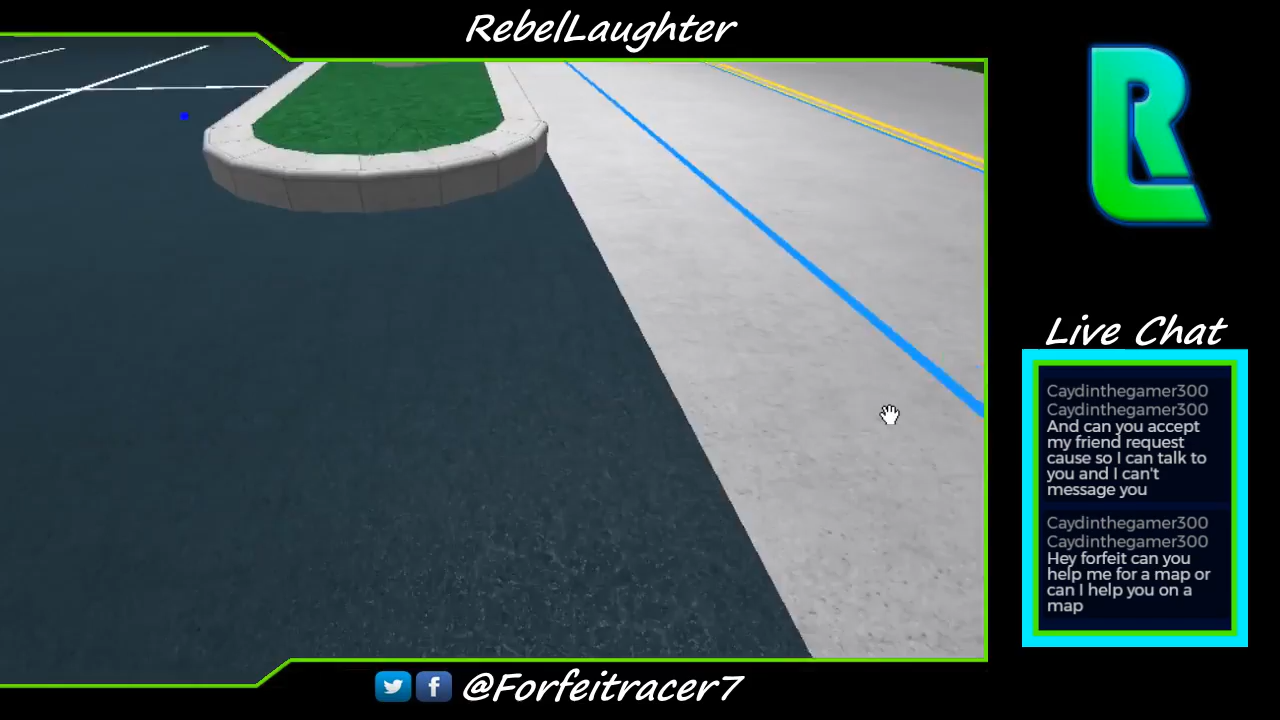 RebelLaughter
Live Chat
Caydinthegamer300
Caydinthegamer300
And can you accept
my friend request
cause so I can talk to
you and I can't
message you
Caydinthegamer300
Caydinthegamer300
Hey forfeit can you
help me for a map or
can I help you on a
map
@Forfeitracer7